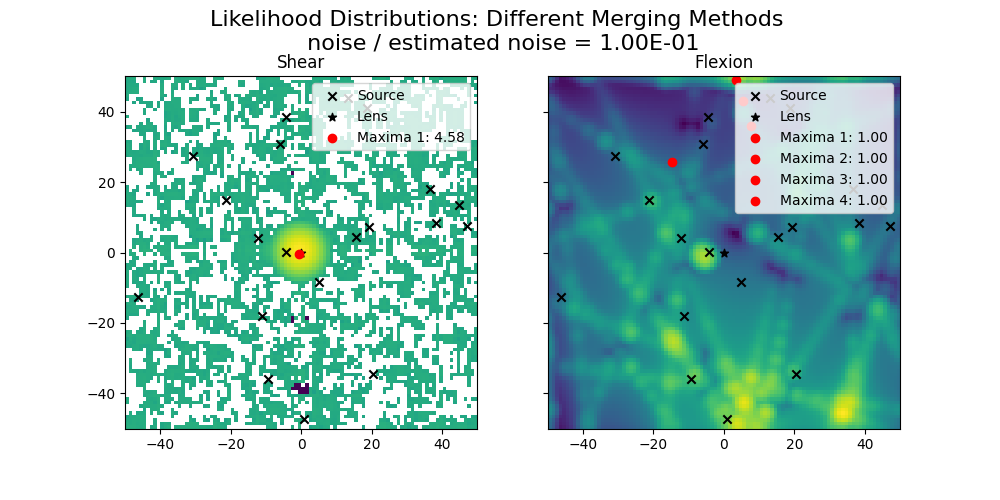 Likelihood Distributions: Different Merging Methods
noise / estimated noise = 1.00E-01
Shear
Flexion
Source
Lens
Maxima 1: 4.58
Source
Lens
Maxima 1: 1.00
Maxima 2: 1.00
Maxima 3: 1.00
Maxima 4: 1.00
40
20
0
−20
−40
−40 −20 0 20 40
−40 −20 0 20 40